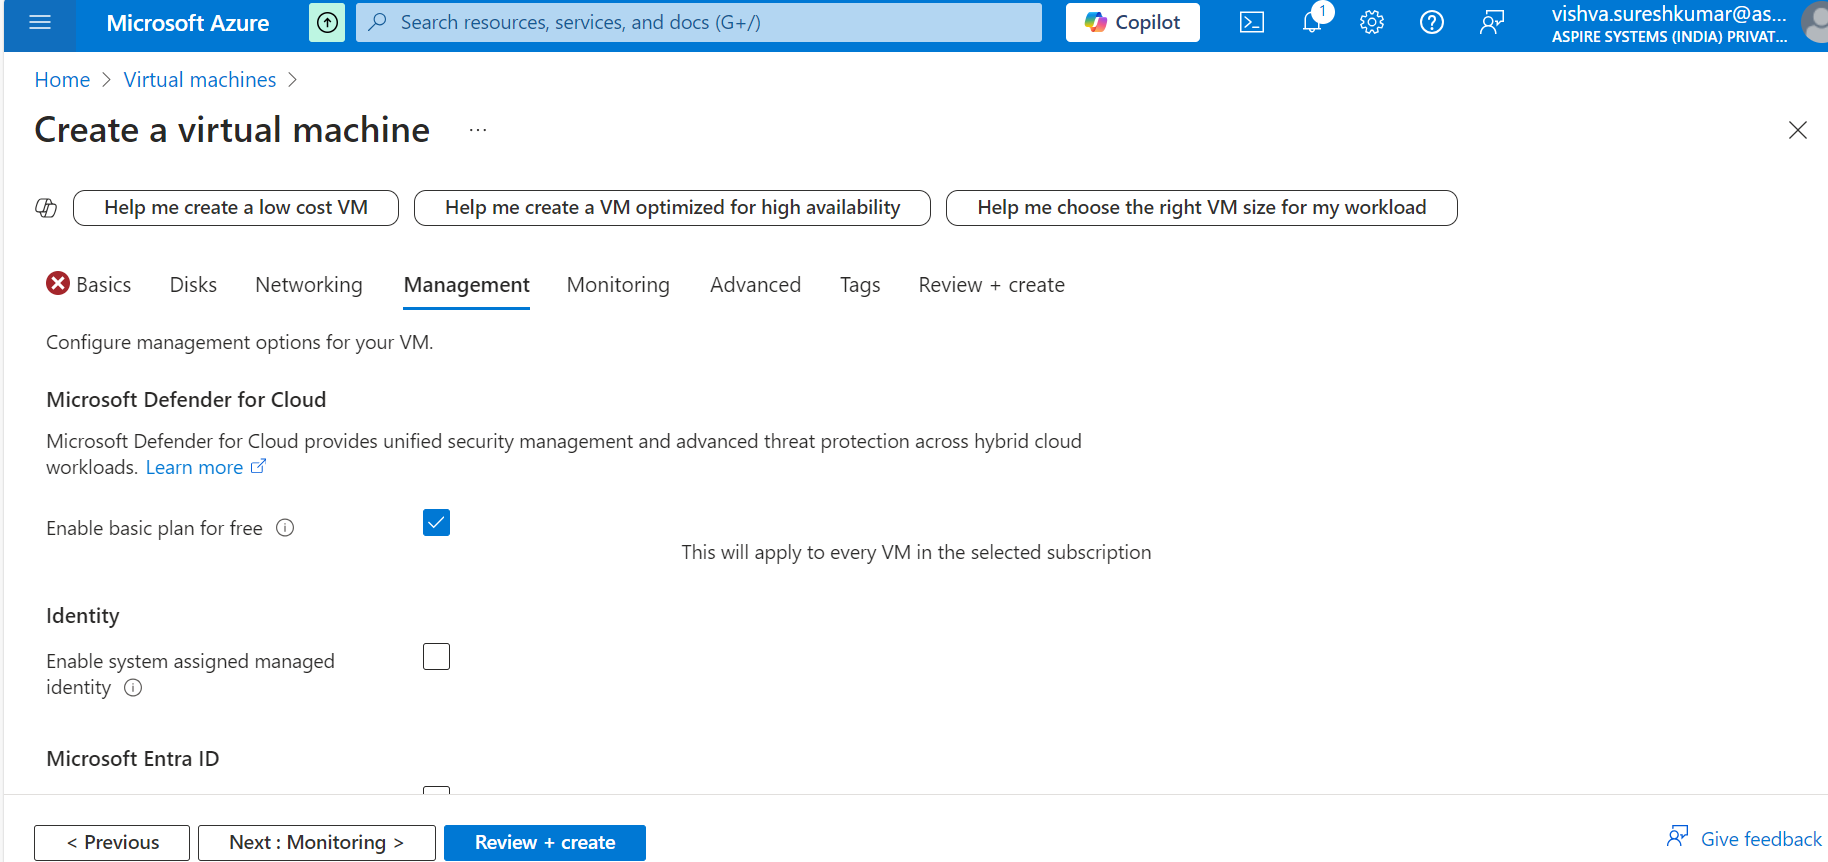 Microsoft Azure
Search resources, services, and docs (G+/)
Copilot
1
vishva.sureshkumar@as...
ASPIRE SYSTEMS (INDIA) PRIVAT...
Home > Virtual machines >
Create a virtual machine ...
Help me create a low cost VM
Help me create a VM optimized for high availability
Help me choose the right VM size for my workload
Basics Disks Networking Management Monitoring Advanced Tags Review + create
Configure management options for your VM.
Microsoft Defender for Cloud
Microsoft Defender for Cloud provides unified security management and advanced threat protection across hybrid cloud
workloads. Learn more
Enable basic plan for free
This will apply to every VM in the selected subscription
Identity
Enable system assigned managed
identity
Microsoft Entra ID
< Previous
Next : Monitoring >
Review + create
Give feedback